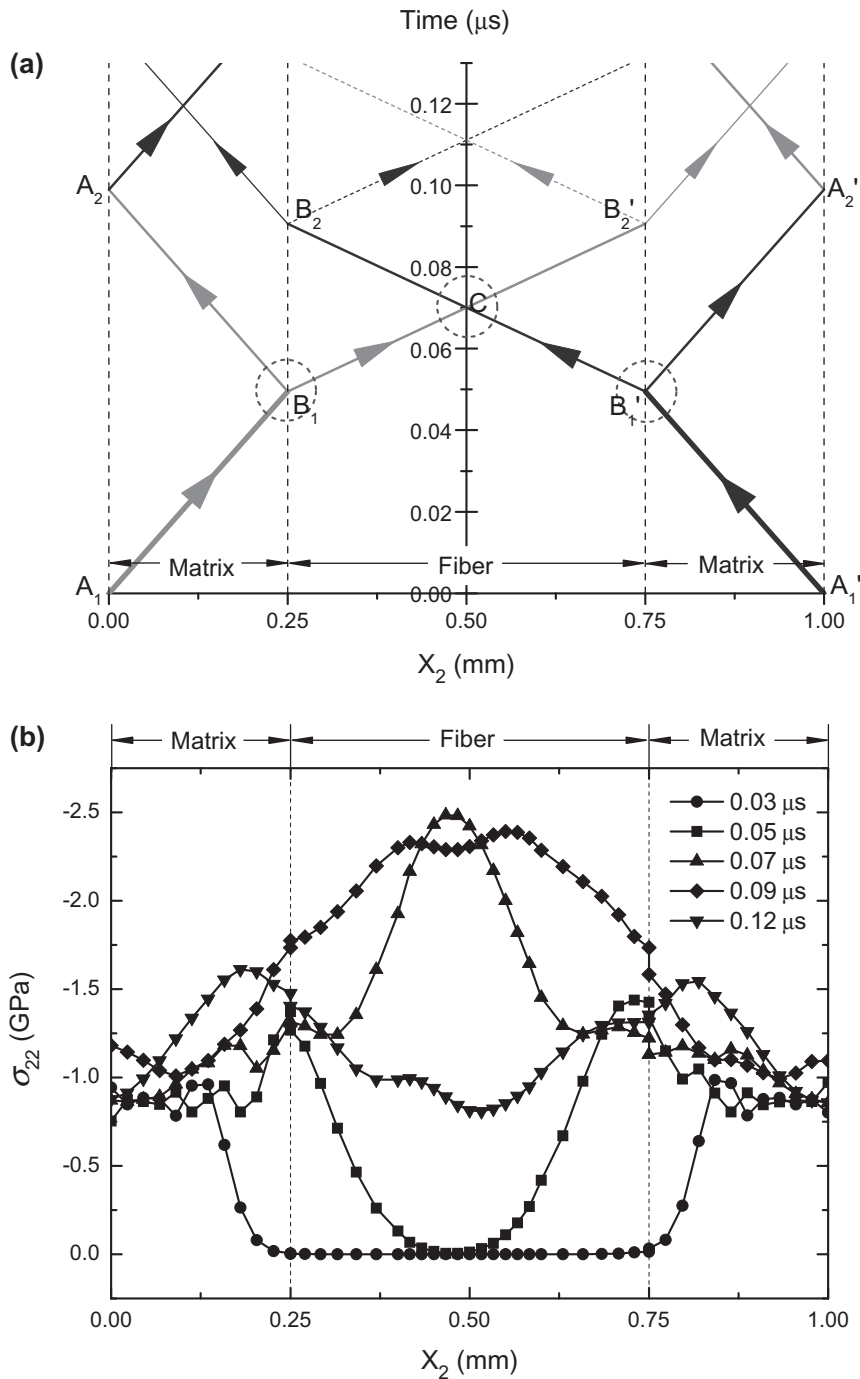 Time (μs)
(a)
0.12
A₂
0.10
A₂'
B₂
B₂'
0.08
C
0.06
B₁
B₁'
0.04
0.02
Matrix
Fiber
Matrix
A₁
0.00
A₁'
0.00
0.25
0.50
0.75
1.00
X₂ (mm)
(b)
Matrix
Fiber
Matrix
-2.5
0.03 μs
0.05 μs
-2.0
0.07 μs
0.09 μs
0.12 μs
-1.5
σ₂₂ (GPa)
-1.0
-0.5
0.0
0.00
0.25
0.50
0.75
1.00
X₂ (mm)